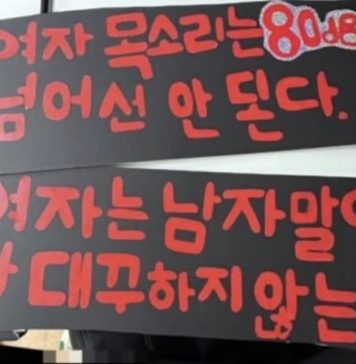 여자 목소리는 80dB
넘어선 안 된다.
여자는 남자말
대꾸하지 않는